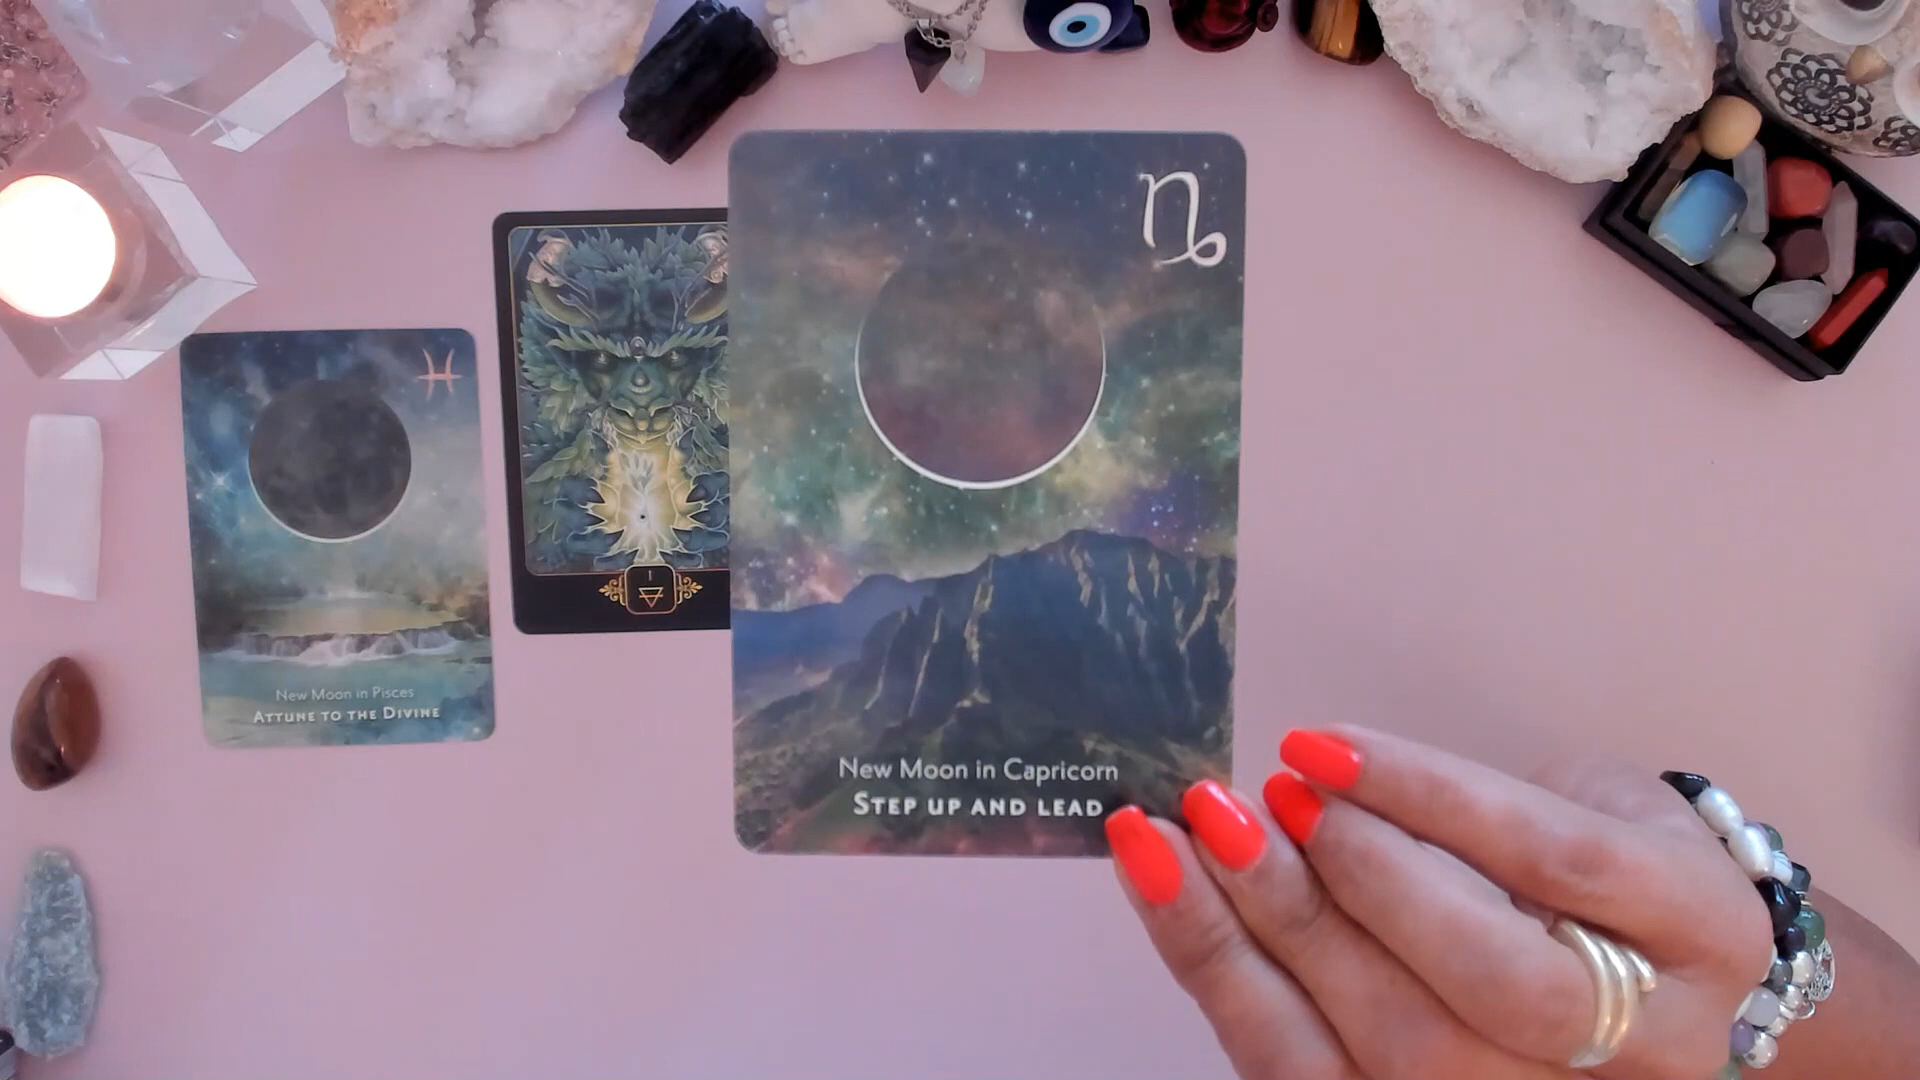 New Moon in Pisces
Attune to the Divine
I
New Moon in Capricorn
Step up and lead